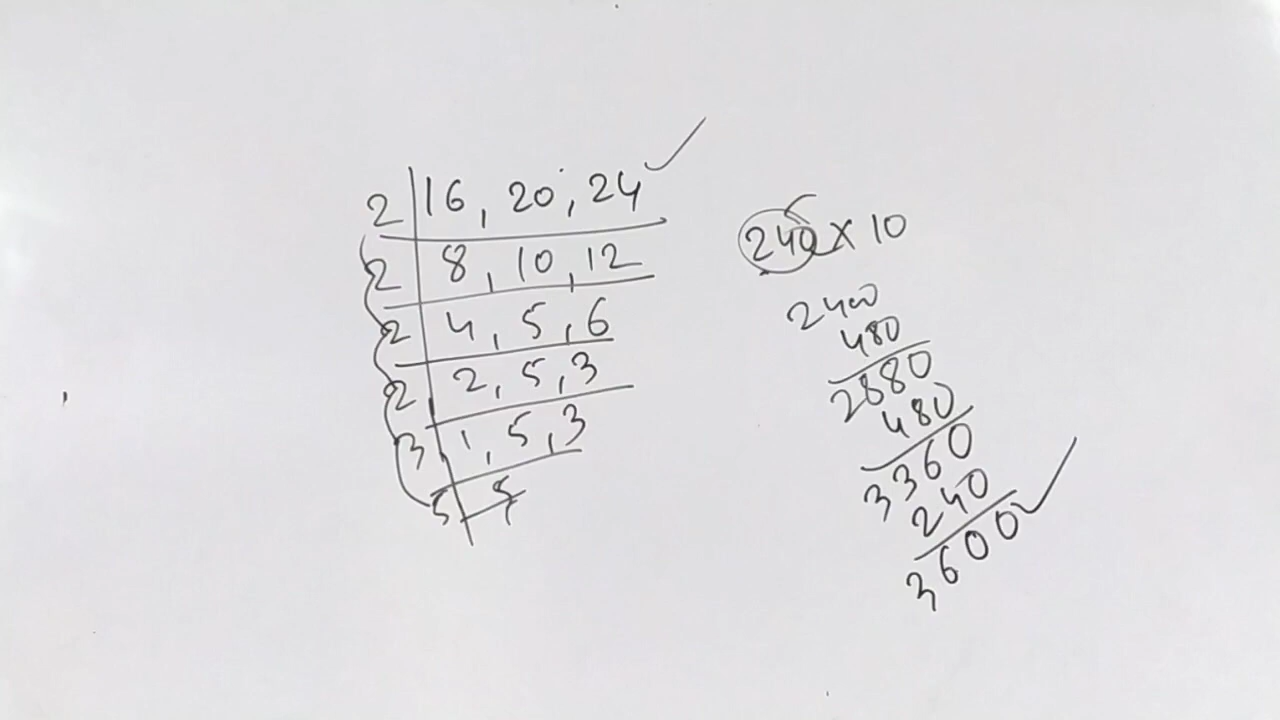 2 | 16, 20, 24
2 | 8, 10, 12
2 | 4, 5, 6
2 | 2, 5, 3
3 | 1, 5, 3
5 | 5
240 X 10
2400
480
2880
480
3360
240
3600